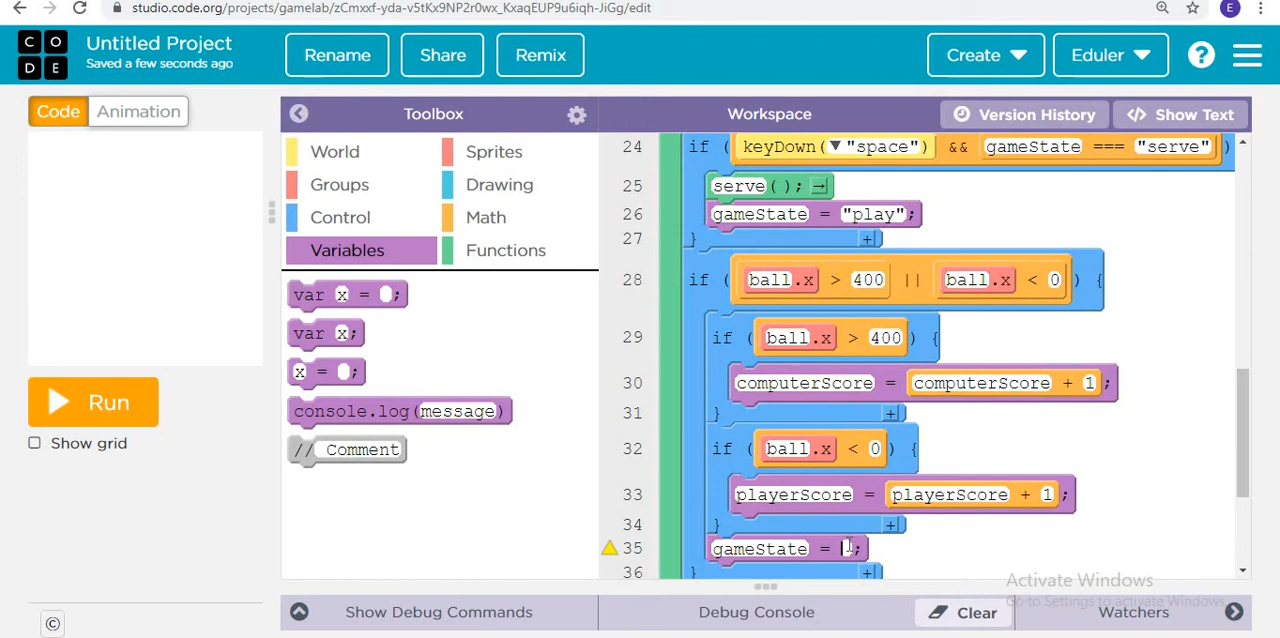 studio.code.org/projects/gamelab/zCmxxf-yda-v5tKx9NP2r0wx_KxaqEUP9u6iqh-JiGg/edit
E
C O
D E
Untitled Project
Saved a few seconds ago
Rename
Share
Remix
Create
Eduler
?
Code
Animation
Toolbox
Workspace
Version History
</> Show Text
World
Sprites
Groups
Drawing
Control
Math
Variables
Functions
var x = ;
var x;
x = ;
console.log(message)
// Comment
Run
Show grid
24 if ( keyDown( "space") && gameState === "serve" )
25 serve();
26 gameState = "play";
27 } +
28 if ( ball.x > 400 || ball.x < 0 ) {
29 if ( ball.x > 400 ) {
30 computerScore = computerScore + 1 ;
31 } +
32 if ( ball.x < 0 ) {
33 playerScore = playerScore + 1 ;
34 } +
35 gameState = ;
36 } +
Activate Windows
Go to Settings to activate Windows.
©
Show Debug Commands
Debug Console
Clear
Watchers